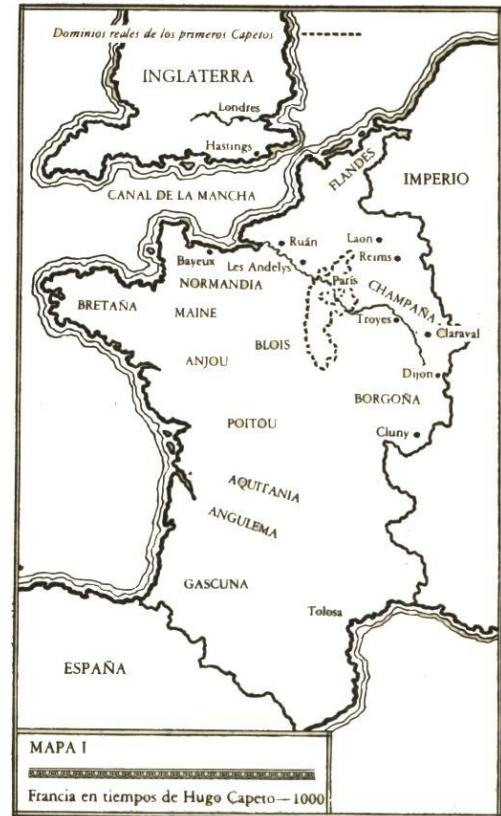 Dominios reales de los primeros Capetos
INGLATERRA
Londres
Hastings
FLANDES
IMPERIO
CANAL DE LA MANCHA
Ruán
Laon
Bayeux
Les Andelys
Reims
NORMANDIA
París
CHAMPAÑA
BRETAÑA
MAINE
Troyes
Claraval
BLOIS
ANJOU
Dijon
BORGOÑA
POITOU
Cluny
AQUITANIA
ANGULEMA
GASCUNA
Tolosa
ESPAÑA
MAPA I
Francia en tiempos de Hugo Capeto—1000